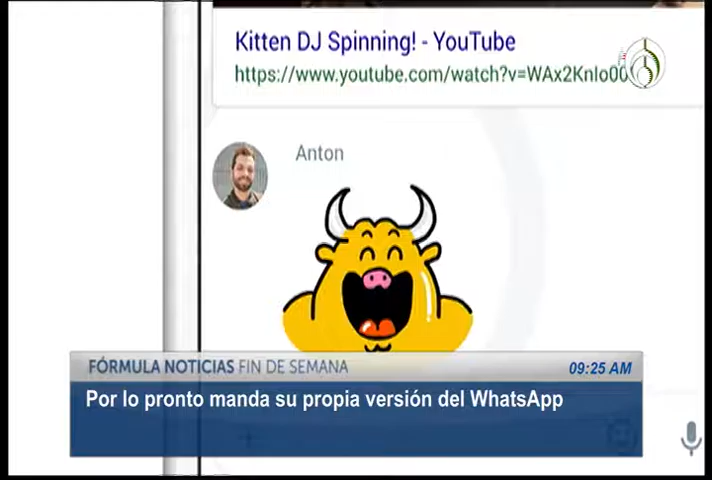 Kitten DJ Spinning! - YouTube
https://www.youtube.com/watch?v=WAx2Knlo00
Anton
FÓRMULA NOTICIAS FIN DE SEMANA
09:25 AM
Por lo pronto manda su propia versión del WhatsApp